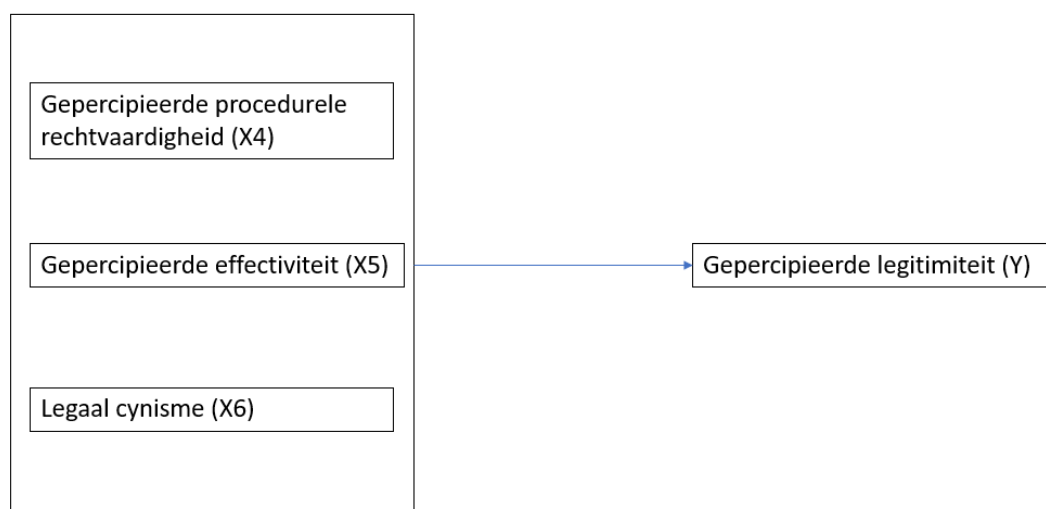 Gepercipieerde procedurele
rechtvaardigheid (X4)
Gepercipieerde effectiviteit (X5)
Gepercipieerde legitimiteit (Y)
Legaal cynisme (X6)